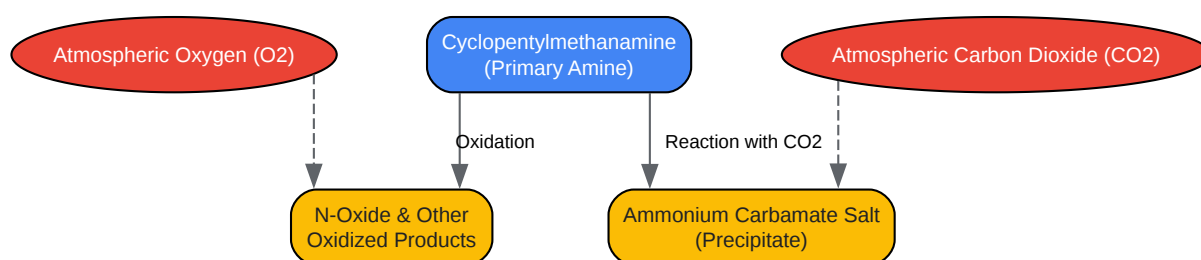 Atmospheric Oxygen (O2)
Cyclopentylmethanamine
(Primary Amine)
Atmospheric Carbon Dioxide (CO2)
Oxidation
Reaction with CO2
N-Oxide & Other
Oxidized Products
Ammonium Carbamate Salt
(Precipitate)